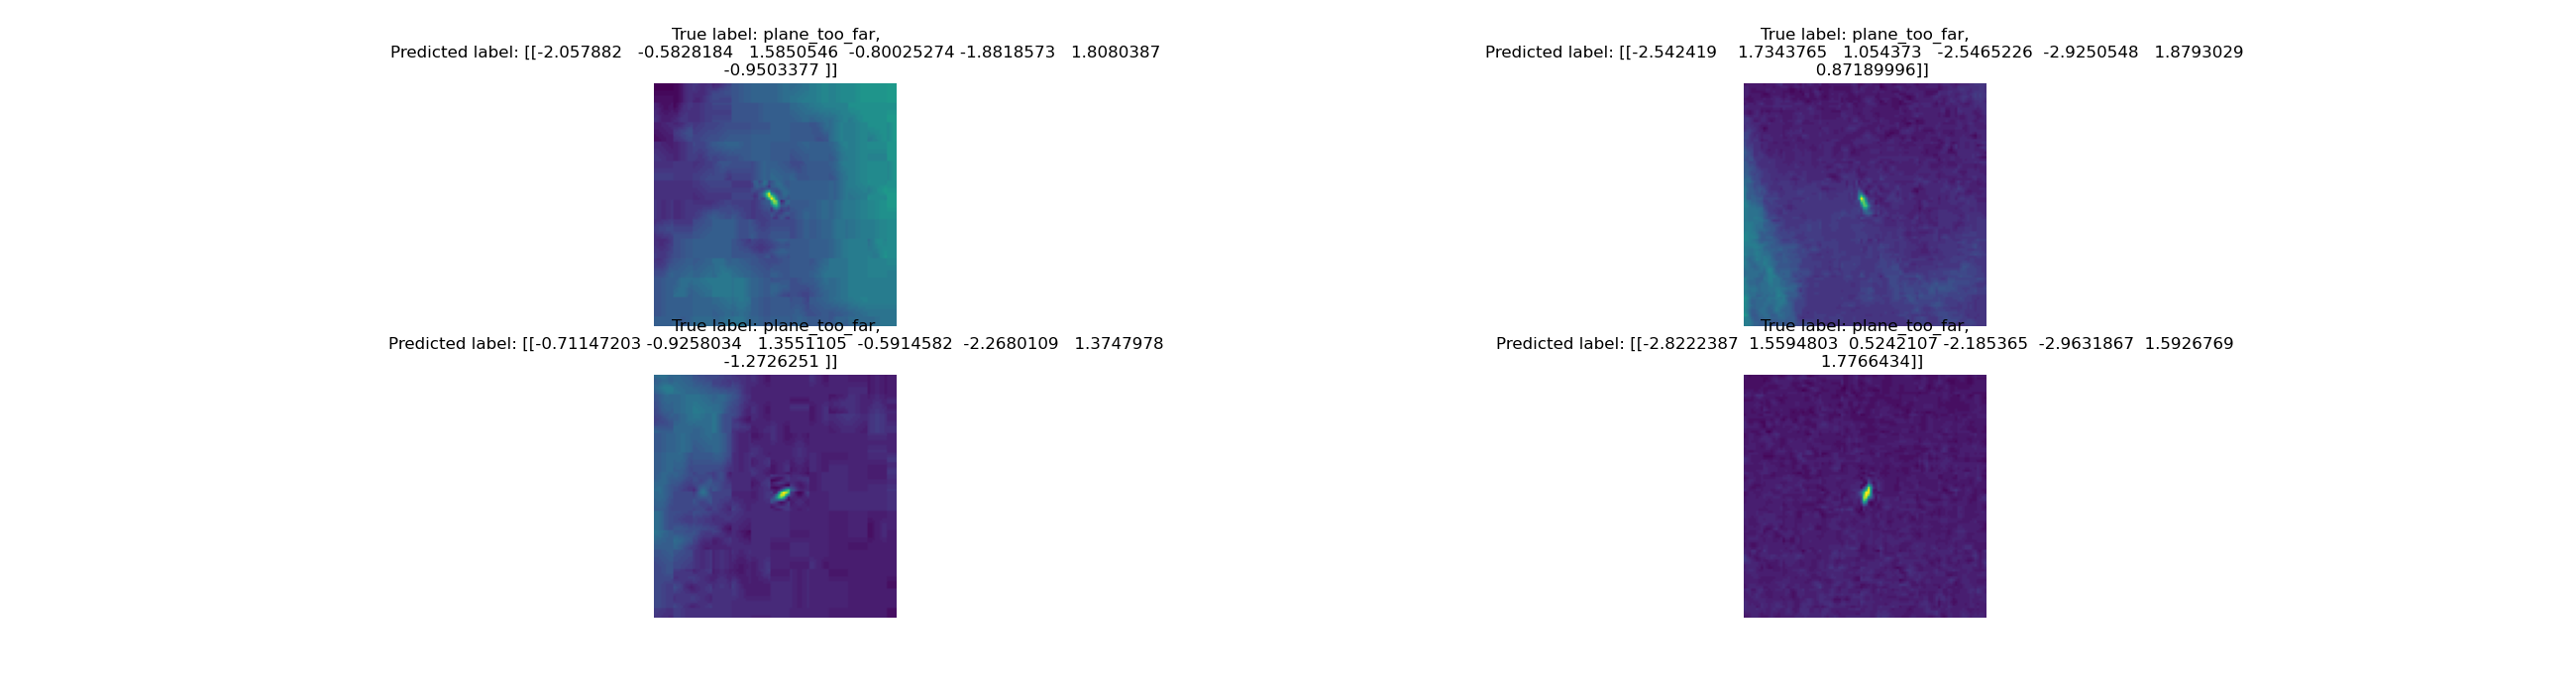 True label: plane_too_far,
Predicted label: [[-2.057882   -0.5828184   1.5850546  -0.80025274 -1.8818573   1.8080387
-0.9503377 ]]
True label: plane_too_far,
Predicted label: [[-2.542419    1.7343765   1.054373   -2.5465226  -2.9250548   1.8793029
0.87189996]]
True label: plane_too_far,
Predicted label: [[-0.71147203 -0.9258034   1.3551105  -0.5914582  -2.2680109   1.3747978
-1.2726251 ]]
True label: plane_too_far,
Predicted label: [[-2.8222387  1.5594803  0.5242107 -2.185365  -2.9631867  1.5926769
1.7766434]]